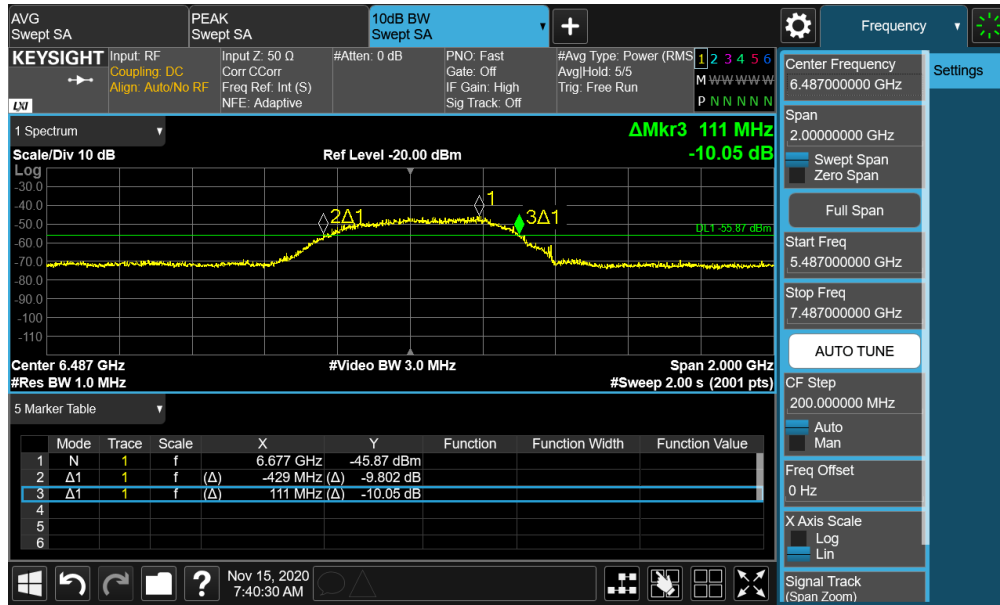 AVG
Swept SA
PEAK
Swept SA
10dB BW
Swept SA
Frequency
KEYSIGHT
LXI
Input: RF
Coupling: DC
Align: Auto/No RF
Input Z: 50 Ω
Corr CCorr
Freq Ref: Int (S)
NFE: Adaptive
#Atten: 0 dB
PNO: Fast
Gate: Off
IF Gain: High
Sig Track: Off
#Avg Type: Power (RMS
Avg|Hold: 5/5
Trig: Free Run
1 2 3 4 5 6
M W W W W W
P N N N N N
1 Spectrum
Scale/Div 10 dB
Ref Level -20.00 dBm
ΔMkr3 111 MHz
-10.05 dB
Log
-30.0
-40.0
-50.0
-60.0
-70.0
-80.0
-90.0
-100
-110
1
2Δ1
3Δ1
DL1 -55.87 dBm
Center 6.487 GHz
#Video BW 3.0 MHz
Span 2.000 GHz
#Res BW 1.0 MHz
#Sweep 2.00 s (2001 pts)
5 Marker Table
Mode Trace Scale X Y Function Function Width Function Value
1 N 1 f 6.677 GHz -45.87 dBm
2 Δ1 1 f (Δ) -429 MHz (Δ) -9.802 dB
3 Δ1 1 f (Δ) 111 MHz (Δ) -10.05 dB
4
5
6
Nov 15, 2020
7:40:30 AM
Center Frequency
6.487000000 GHz
Settings
Span
2.00000000 GHz
Swept Span
Zero Span
Full Span
Start Freq
5.487000000 GHz
Stop Freq
7.487000000 GHz
AUTO TUNE
CF Step
200.000000 MHz
Auto
Man
Freq Offset
0 Hz
X Axis Scale
Log
Lin
Signal Track
(Span Zoom)